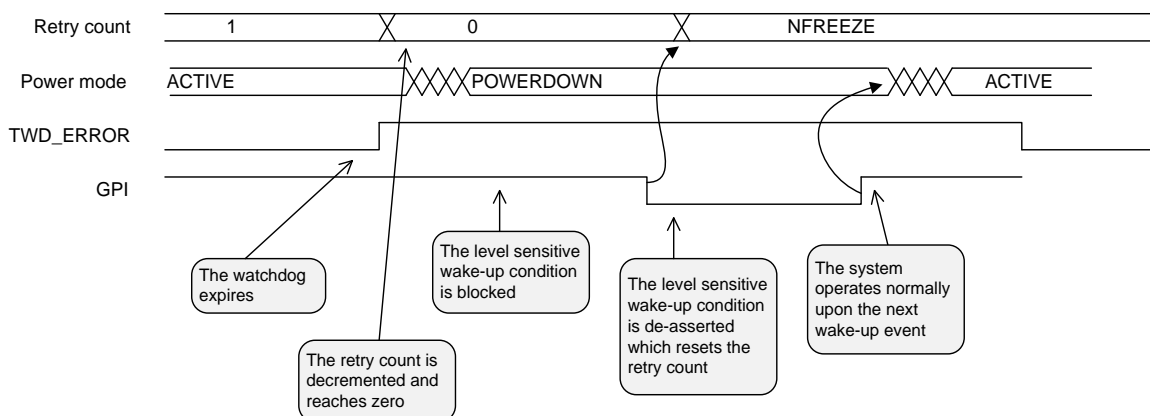 Retry count
1
0
NFREEZE
Power mode
ACTIVE
POWERDOWN
ACTIVE
TWD_ERROR
GPI
The watchdog
expires
The retry count is
decremented and
reaches zero
The level sensitive
wake-up condition
is blocked
The level sensitive
wake-up condition
is de-asserted
which resets the
retry count
The system
operates normally
upon the next
wake-up event